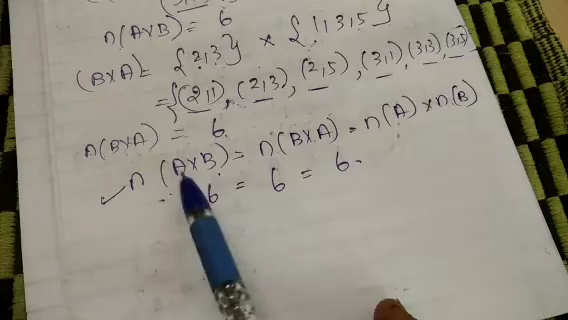 n(A×B) = 6
(B×A) = {2,3} × {1,3,5}
= {(2,1), (2,3), (2,5), (3,1), (3,3), (3,5)
n(B×A) = 6.
✓ n (A×B) = n(B×A) = n(A) × n(B)
6 = 6 = 6.